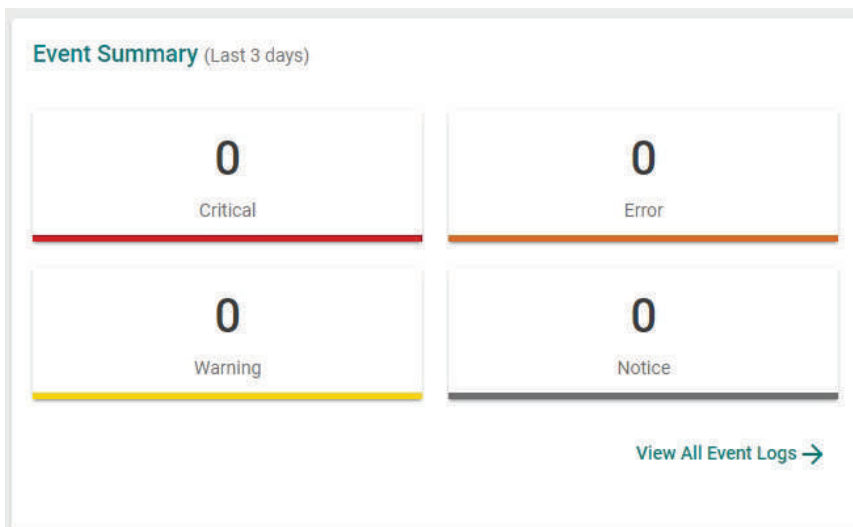 Event Summary (Last 3 days)
0
Critical
0
Error
0
Warning
0
Notice
View All Event Logs